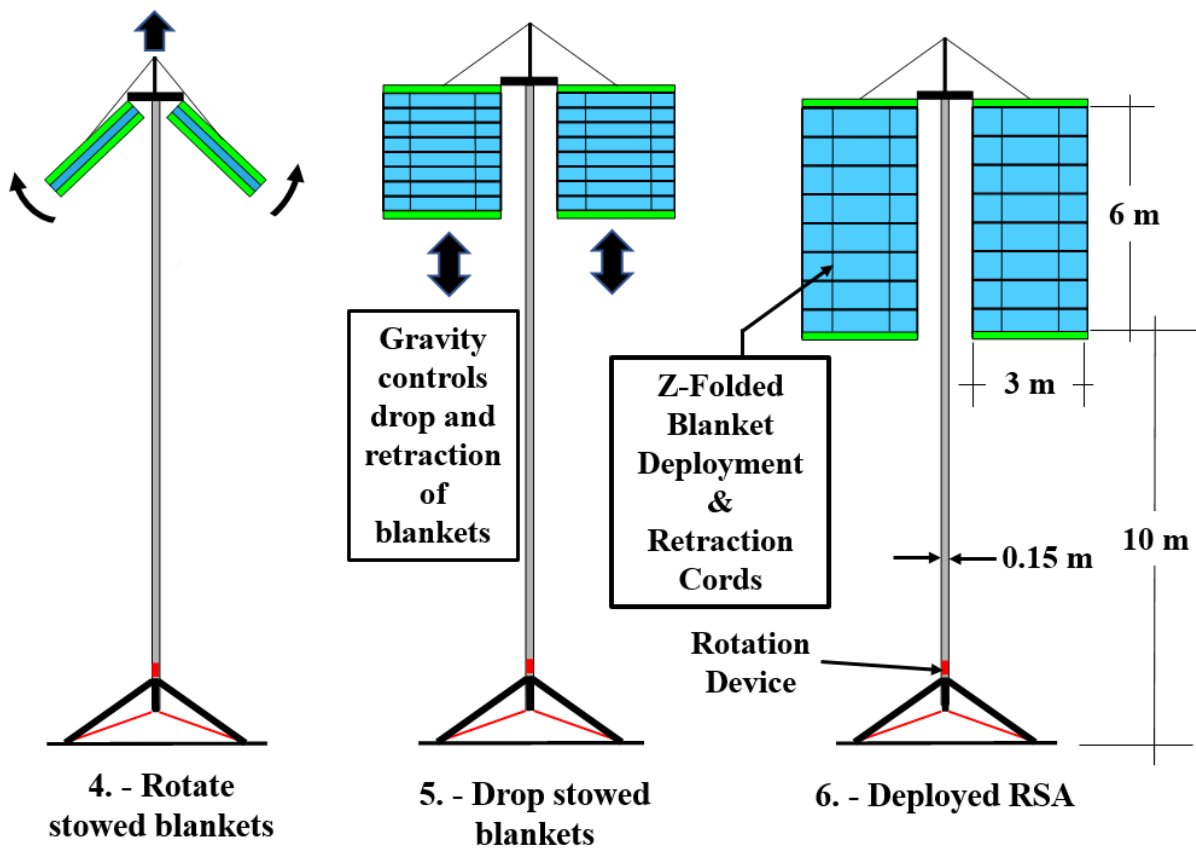 Gravity
controls
drop and
retraction
of
blankets
Z-Folded
Blanket
Deployment
&
Retraction
Cords
6 m
3 m
10 m
0.15 m
Rotation
Device
4. - Rotate
stowed blankets
5. - Drop stowed
blankets
6. - Deployed RSA